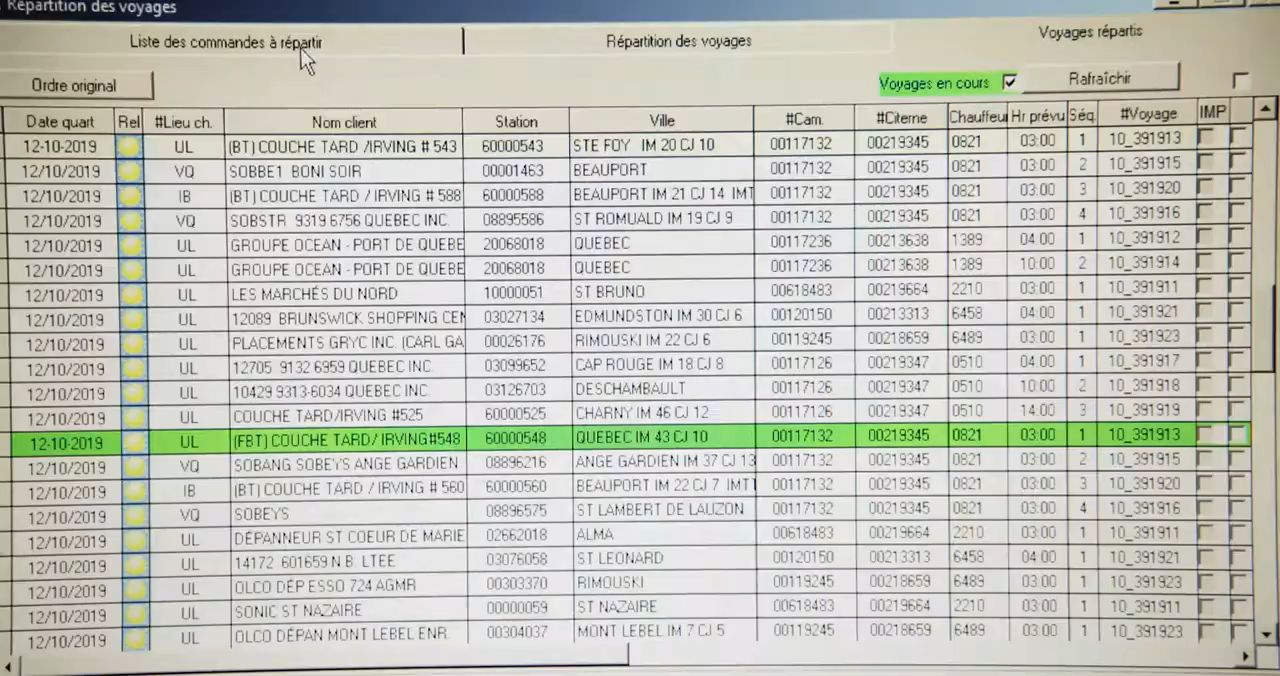 Répartition des voyages
Liste des commandes à répartir Répartition des voyages Voyages répartis
Ordre original Voyages en cours Rafraîchir
Date quart Rel #Lieu ch. Nom client Station Ville #Cam. #Citerne Chauffeu Hr prévu Séq. #Voyage IMP
12-10-2019 UL (BT) COUCHE TARD /IRVING # 543 60000543 STE FOY IM 20 CJ 10 00117132 00219345 0821 03:00 1 10_391913
12/10/2019 VQ SOBBE1 BONI SOIR 00001463 BEAUPORT 00117132 00219345 0821 03:00 2 10_391915
12/10/2019 IB (BT) COUCHE TARD / IRVING # 588 60000588 BEAUPORT IM 21 CJ 14 IMT 00117132 00219345 0821 03:00 3 10_391920
12/10/2019 VQ SOBSTR 9319 6756 QUEBEC INC. 08895586 ST ROMUALD IM 19 CJ 9 00117132 00219345 0821 03:00 4 10_391916
12/10/2019 UL GROUPE OCEAN - PORT DE QUEBE 20068018 QUEBEC 00117236 00213638 1389 04:00 1 10_391912
12/10/2019 UL GROUPE OCEAN - PORT DE QUEBE 20068018 QUEBEC 00117236 00213638 1389 10:00 2 10_391914
12/10/2019 UL LES MARCHÉS DU NORD 10000051 ST BRUNO 00618483 00219664 2210 03:00 1 10_391911
12/10/2019 UL 12089 BRUNSWICK SHOPPING CEN 03027134 EDMUNDSTON IM 30 CJ 6 00120150 00213313 6458 04:00 1 10_391921
12/10/2019 UL PLACEMENTS GRYC INC. (CARL GA 00026176 RIMOUSKI IM 22 CJ 6 00119245 00218659 6489 03:00 1 10_391923
12/10/2019 UL 12705 9132 6959 QUEBEC INC. 03099652 CAP ROUGE IM 18 CJ 8 00117126 00219347 0510 04:00 1 10_391917
12/10/2019 UL 10429 9313-6034 QUEBEC INC. 03126703 DESCHAMBAULT 00117126 00219347 0510 10:00 2 10_391918
12/10/2019 UL COUCHE TARD/IRVING #525 60000525 CHARNY IM 46 CJ 12 00117126 00219347 0510 14:00 3 10_391919
12-10-2019 UL (FBT) COUCHE TARD/ IRVING#548 60000548 QUEBEC IM 43 CJ 10 00117132 00219345 0821 03:00 1 10_391913
12/10/2019 VQ SOBANG SOBEYS ANGE GARDIEN 08896216 ANGE GARDIEN IM 37 CJ 13 00117132 00219345 0821 03:00 2 10_391915
12/10/2019 IB (BT) COUCHE TARD / IRVING # 560 60000560 BEAUPORT IM 22 CJ 7 IMT1 00117132 00219345 0821 03:00 3 10_391920
12/10/2019 VQ SOBEYS 08896575 ST LAMBERT DE LAUZON 00117132 00219345 0821 03:00 4 10_391916
12/10/2019 UL DÉPANNEUR ST COEUR DE MARIE 02662018 ALMA 00618483 00219664 2210 03:00 1 10_391911
12/10/2019 UL 14172 601659 N.B. LTEE 03076058 ST LEONARD 00120150 00213313 6458 04:00 1 10_391921
12/10/2019 UL OLCO DÉP ESSO 724 AGMR 00303370 RIMOUSKI 00119245 00218659 6489 03:00 1 10_391923
12/10/2019 UL SONIC ST NAZAIRE 00000059 ST NAZAIRE 00618483 00219664 2210 03:00 1 10_391911
12/10/2019 UL OLCO DÉPAN MONT LEBEL ENR. 00304037 MONT LEBEL IM 7 CJ 5 00119245 00218659 6489 03:00 1 10_391923